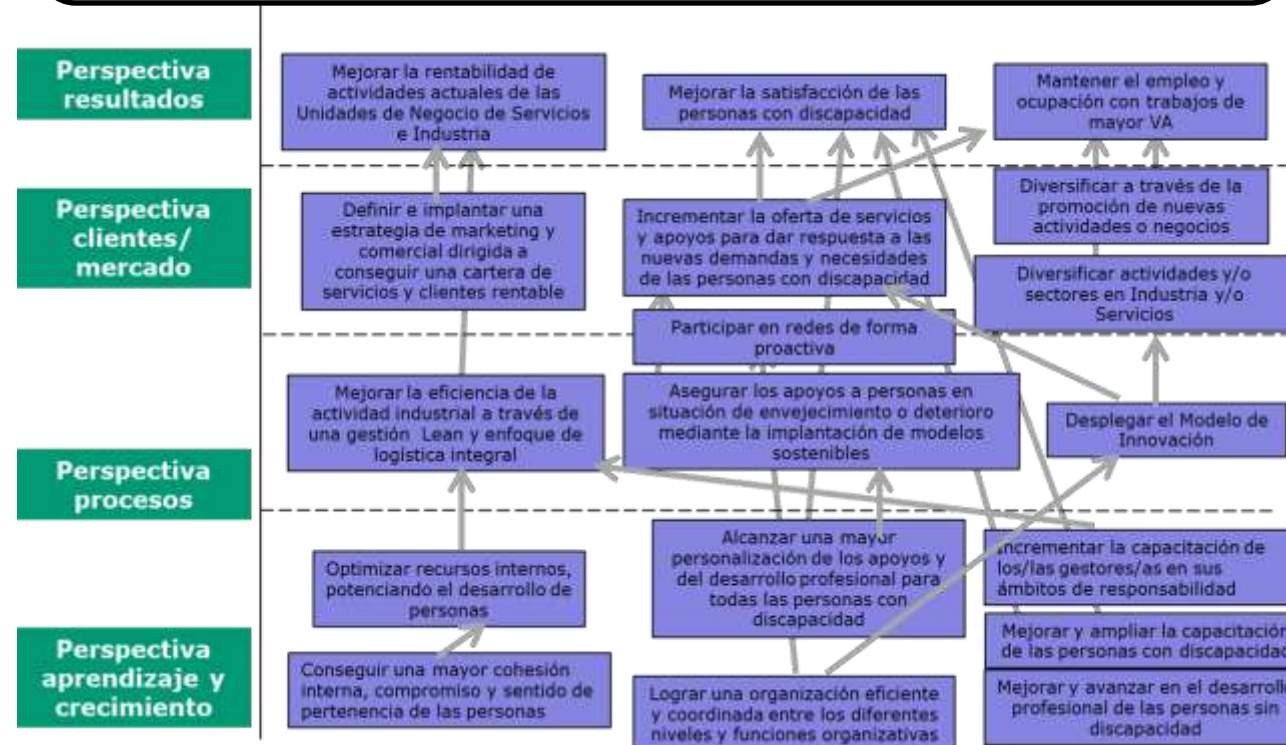 Perspectiva
resultados
Mejorar la rentabilidad de
actividades actuales de las
Unidades de Negocio de Servicios
e Industria
Mejorar la satisfacción de las
personas con discapacidad
Mantener el empleo y
ocupación con trabajos de
mayor VA
Perspectiva
clientes/
mercado
Definir e implantar una
estrategia de marketing y
comercial dirigida a
conseguir una cartera de
servicios y clientes rentable
Incrementar la oferta de servicios
y apoyos para dar respuesta a las
nuevas demandas y necesidades
de las personas con discapacidad
Diversificar a través de la
promoción de nuevas
actividades o negocios
Diversificar actividades y/o
sectores en Industria y/o
Servicios
Participar en redes de forma
proactiva
Perspectiva
procesos
Mejorar la eficiencia de la
actividad industrial a través de
una gestión Lean y enfoque de
logística integral
Asegurar los apoyos a personas en
situación de envejecimiento o deterioro
mediante la implantación de modelos
sostenibles
Desplegar el Modelo de
Innovación
Perspectiva
aprendizaje y
crecimiento
Optimizar recursos internos,
potenciando el desarrollo de
personas
Conseguir una mayor cohesión
interna, compromiso y sentido de
pertenencia de las personas
Alcanzar una mayor
personalización de los apoyos y
del desarrollo profesional para
todas las personas con
discapacidad
Lograr una organización eficiente
y coordinada entre los diferentes
niveles y funciones organizativas
Incrementar la capacitación de
los/las gestores/as en sus
ámbitos de responsabilidad
Mejorar y ampliar la capacitación
de las personas con discapacidad
Mejorar y avanzar en el desarrollo
profesional de las personas sin
discapacidad